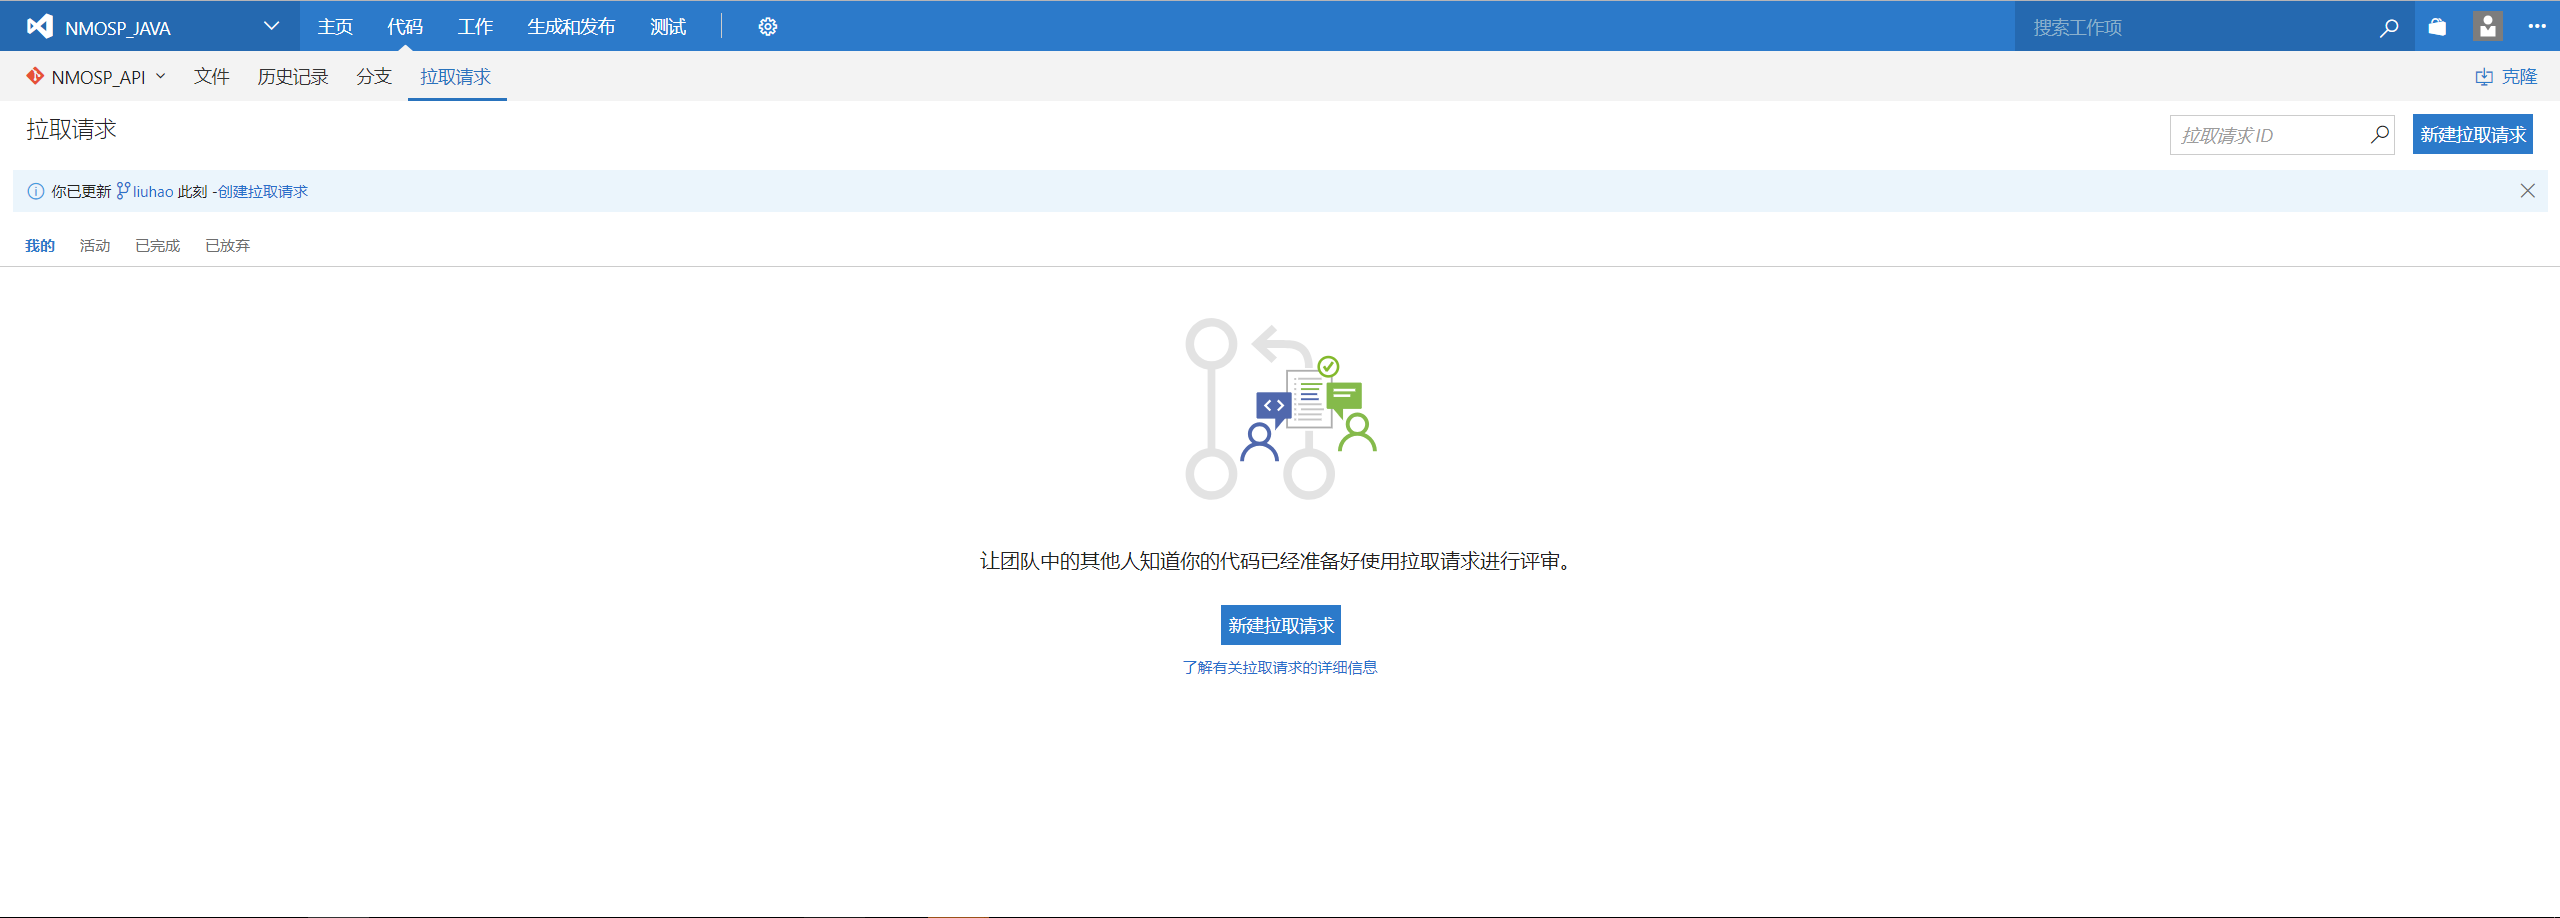 NMOSP_JAVA 主页 代码 工作 生成和发布 测试 搜索工作项
NMOSP_API 文件 历史记录 分支 拉取请求 克隆
拉取请求 拉取请求 ID 新建拉取请求
你已更新 liuhao 此刻 -创建拉取请求
我的 活动 已完成 已放弃
让团队中的其他人知道你的代码已经准备好使用拉取请求进行评审。
新建拉取请求
了解有关拉取请求的详细信息